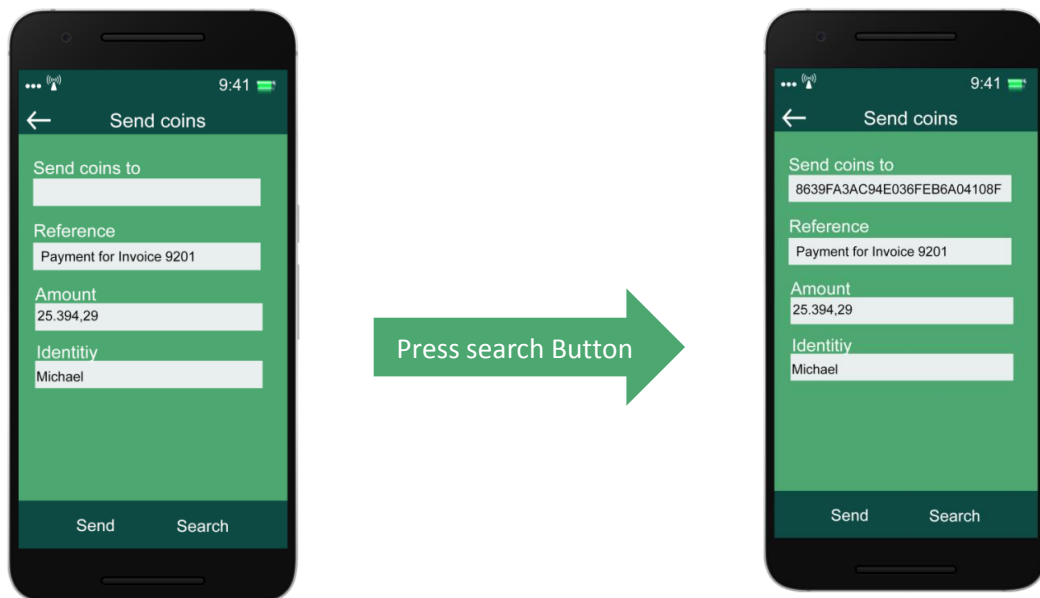 9:41
Send coins
Send coins to
Reference
Payment for Invoice 9201
Amount
25.394,29
Identitiy
Michael
Send Search
Press search Button
9:41
Send coins
Send coins to
8639FA3AC94E036FEB6A04108F
Reference
Payment for Invoice 9201
Amount
25.394,29
Identitiy
Michael
Send Search